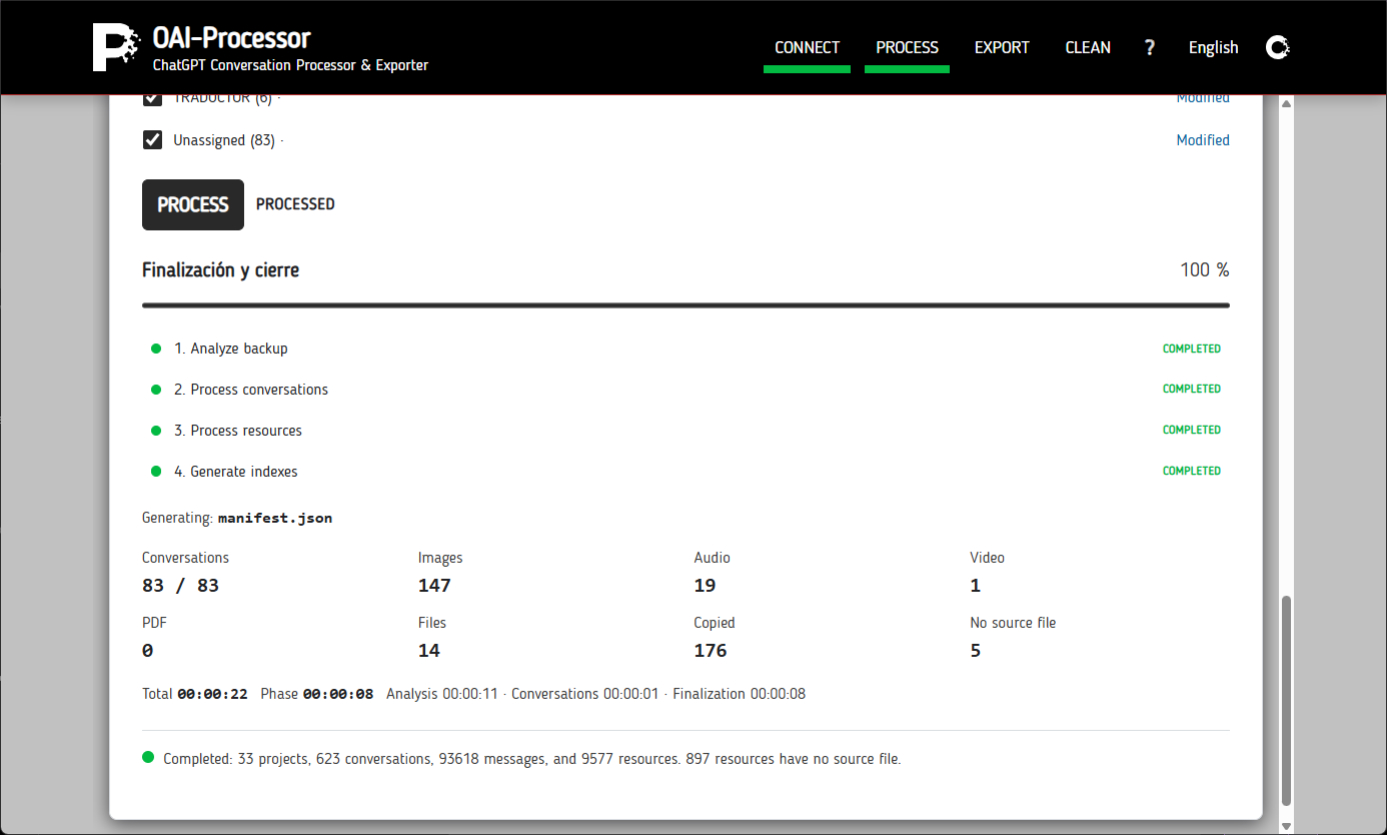 OAI-Processor
ChatGPT Conversation Processor & Exporter
CONNECT PROCESS EXPORT CLEAN ? English
TRADUCTOR (6) · Modified
Unassigned (83) · Modified
PROCESS PROCESSED
Finalización y cierre 100 %
1. Analyze backup COMPLETED
2. Process conversations COMPLETED
3. Process resources COMPLETED
4. Generate indexes COMPLETED
Generating: manifest.json
Conversations Images Audio Video
83 / 83 147 19 1
PDF Files Copied No source file
0 14 176 5
Total 00:00:22 Phase 00:00:08 Analysis 00:00:11 · Conversations 00:00:01 · Finalization 00:00:08
Completed: 33 projects, 623 conversations, 93618 messages, and 9577 resources. 897 resources have no source file.